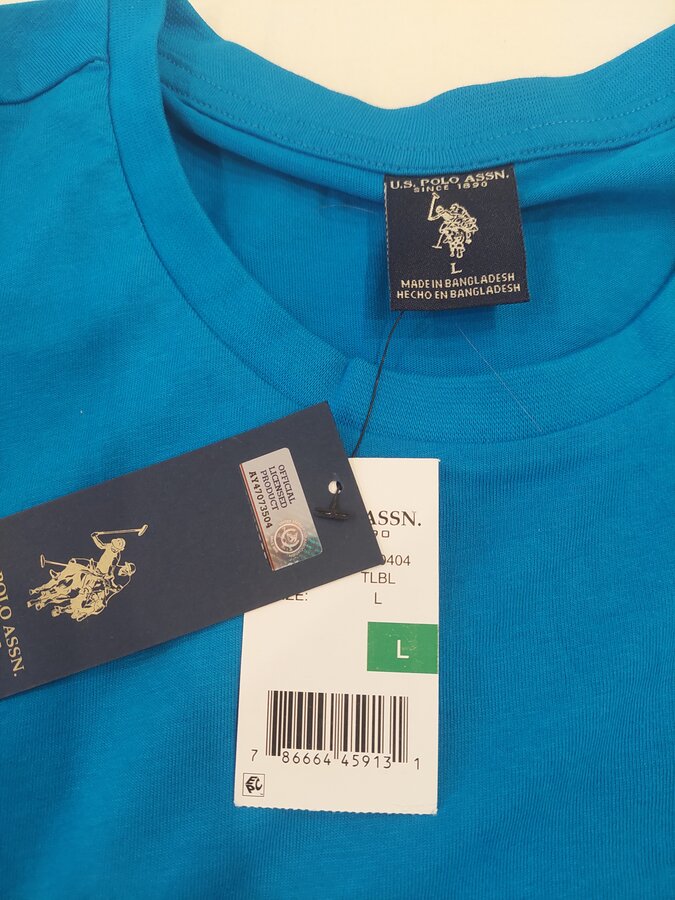 U.S. POLO ASSN.
SINCE 1890
L
MADE IN BANGLADESH
HECHO EN BANGLADESH
OFFICIAL
LICENSED
PRODUCT
AY47073504
POLO ASSN.
ASSN.
0404
TLBL
L
L
7 86664 45913 1